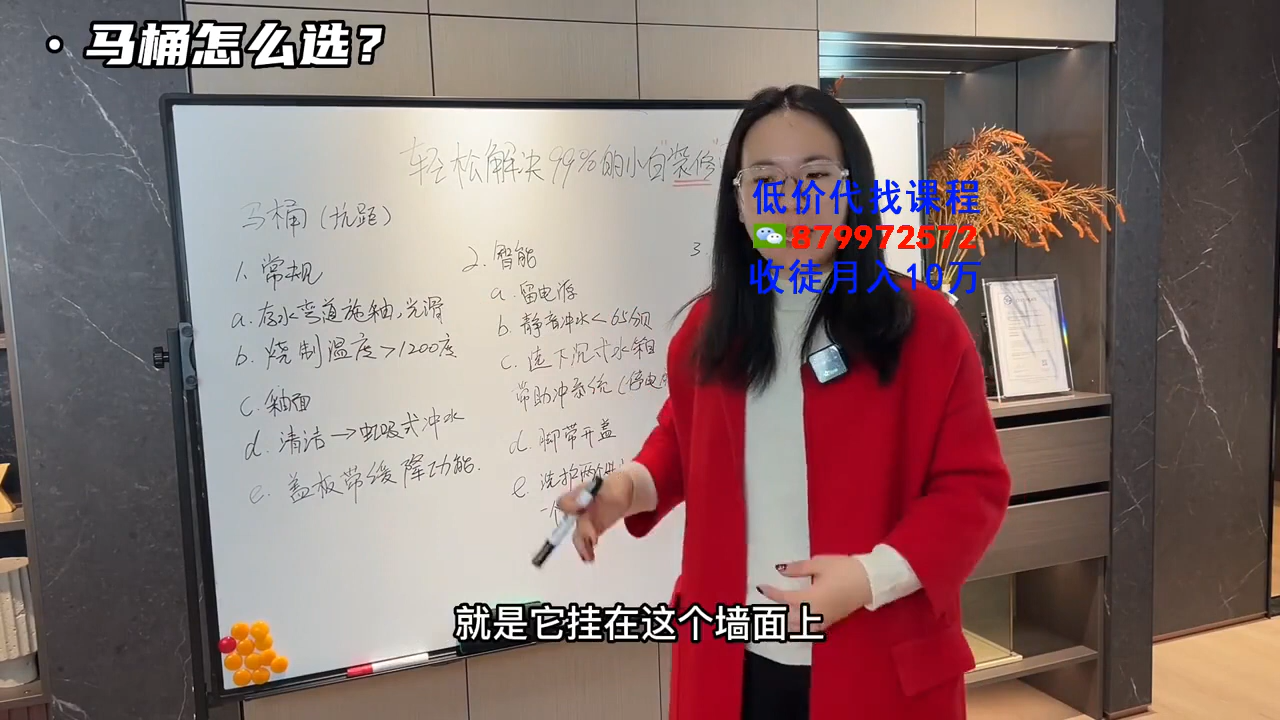 · 马桶怎么选？
轻松解决99%的小白"装修
马桶（坑距）
1. 常规
a. 存水弯道施釉，光滑
b. 烧制温度>1200度
c. 釉面
d. 清洁→虹吸式冲水
e. 盖板带缓降功能.
2. 智能
a. 留电源
b. 静音冲水<65分贝
c. 选下沉式水箱
带助冲系统（停电
d. 脚带开盖
e. 洗护两个
3.
低价代找课程
879972572
收徒月入10万
就是它挂在这个墙面上